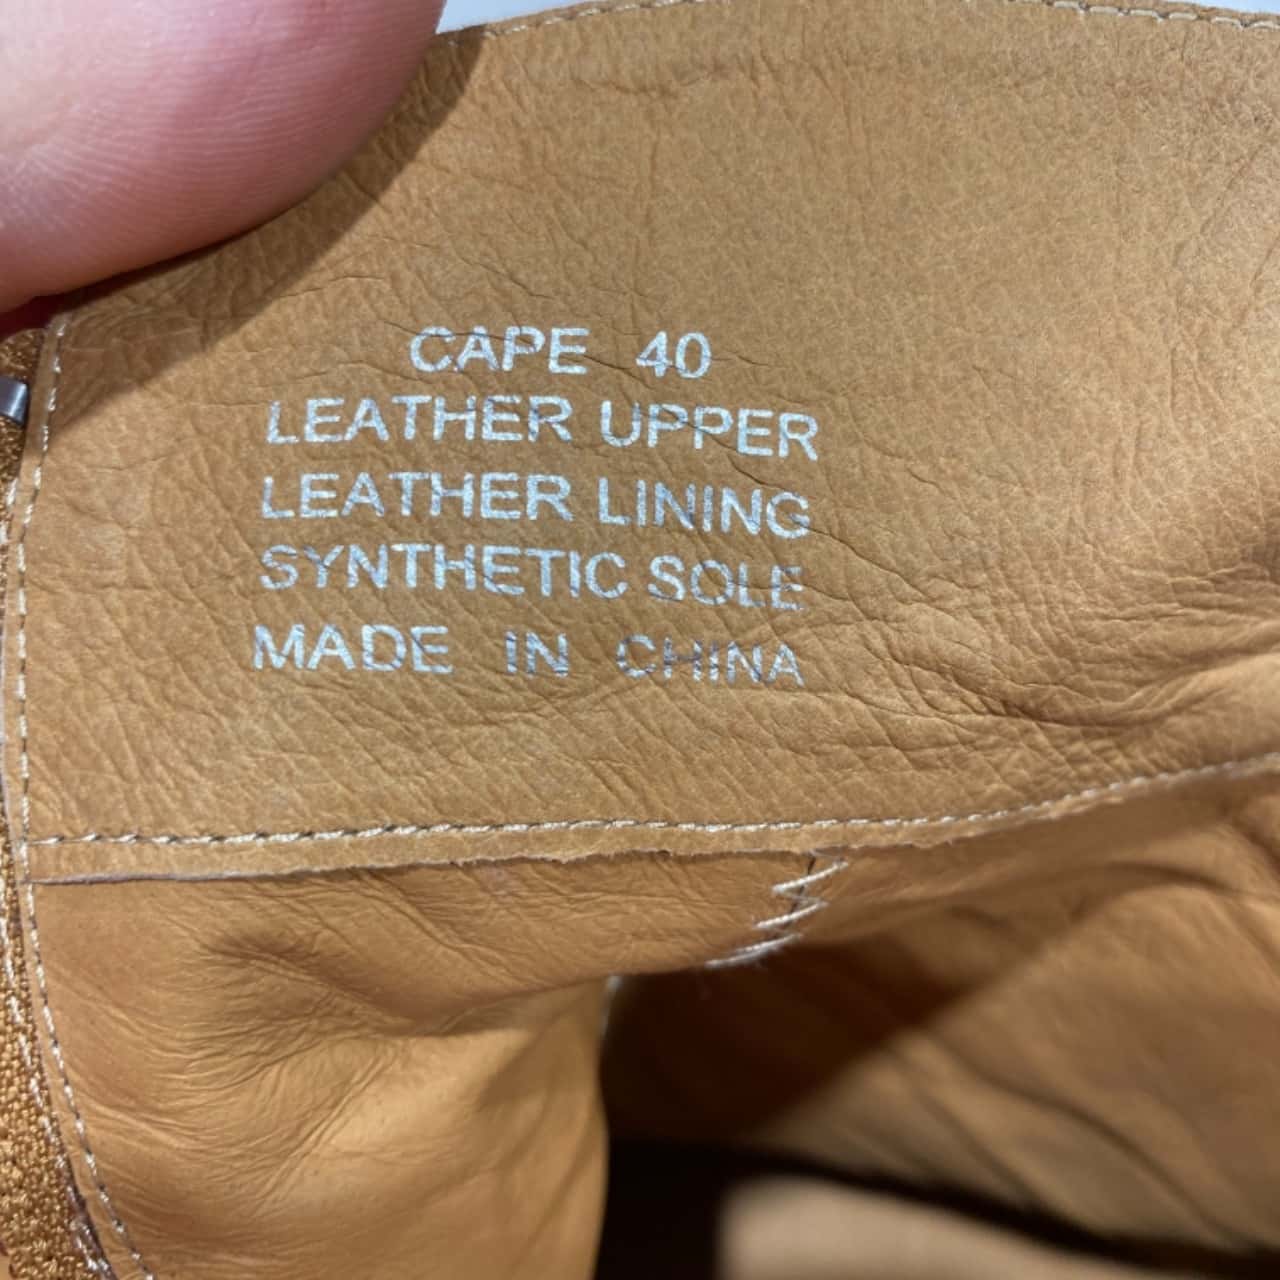 CAPE 40
LEATHER UPPER
LEATHER LINING
SYNTHETIC SOLE
MADE IN CHINA